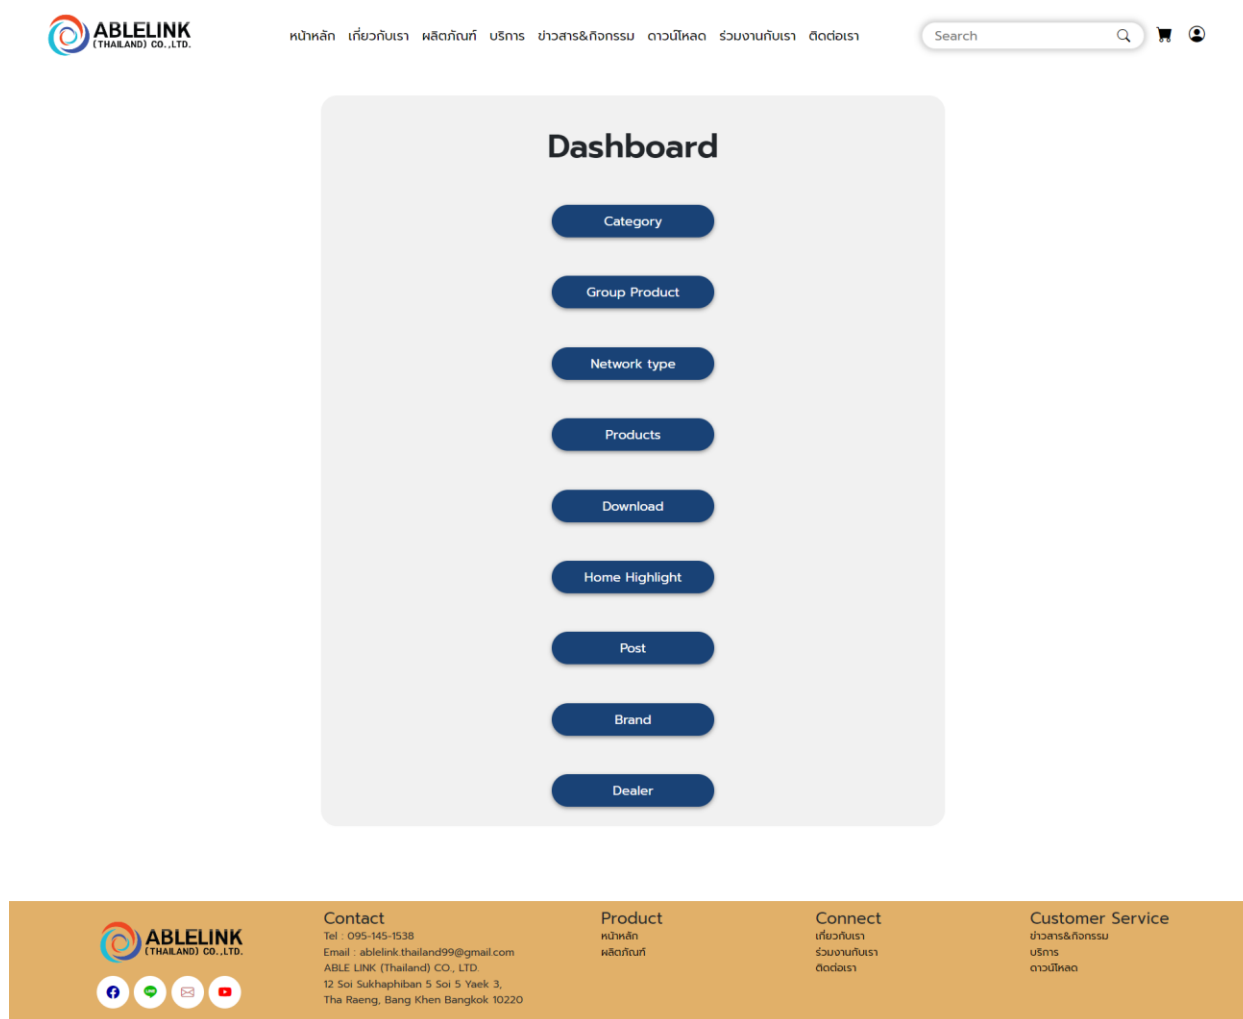 ABLELINK
(THAILAND) CO.,LTD.
หน้าหลัก เกี่ยวกับเรา ผลิตภัณฑ์ บริการ ข่าวสาร&กิจกรรม ดาวน์โหลด ร่วมงานกับเรา ติดต่อเรา
Search
Dashboard
Category
Group Product
Network type
Products
Download
Home Highlight
Post
Brand
Dealer
ABLELINK
(THAILAND) CO.,LTD.
Contact
Tel : 095-145-1538
Email : ablelink.thailand99@gmail.com
ABLE LINK (Thailand) CO., LTD.
12 Soi Sukhaphiban 5 Soi 5 Yaek 3,
Tha Raeng, Bang Khen Bangkok 10220
Product
หน้าหลัก
ผลิตภัณฑ์
Connect
เกี่ยวกับเรา
ร่วมงานกับเรา
ติดต่อเรา
Customer Service
ข่าวสาร&กิจกรรม
บริการ
ดาวน์โหลด